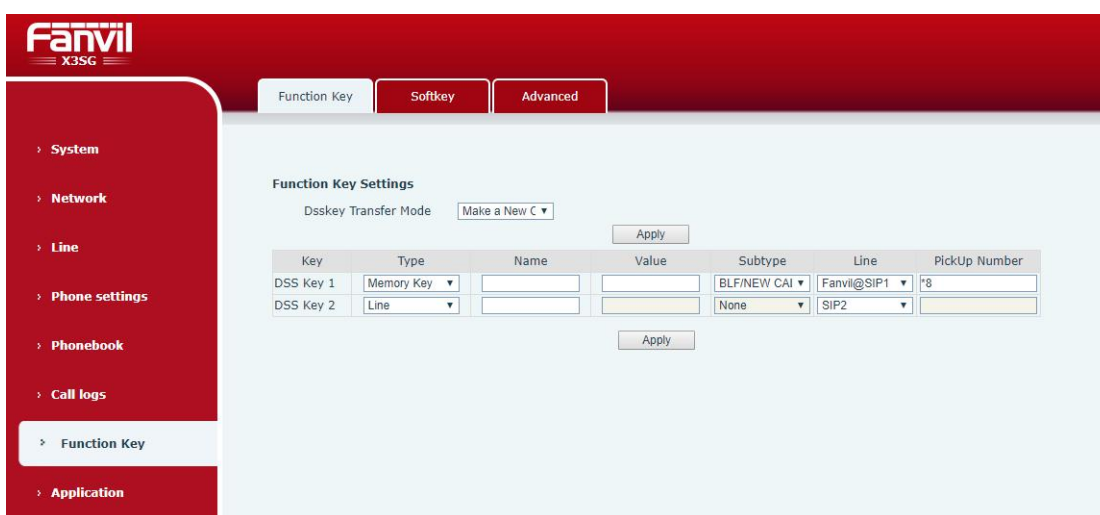 Fanvil
X3SG
Function Key Softkey Advanced
› System
› Network
› Line
› Phone settings
› Phonebook
› Call logs
› Function Key
› Application
Function Key Settings
Dsskey Transfer Mode Make a New C
Apply
Key Type Name Value Subtype Line PickUp Number
DSS Key 1 Memory Key BLF/NEW CAI Fanvil@SIP1 *8
DSS Key 2 Line None SIP2
Apply